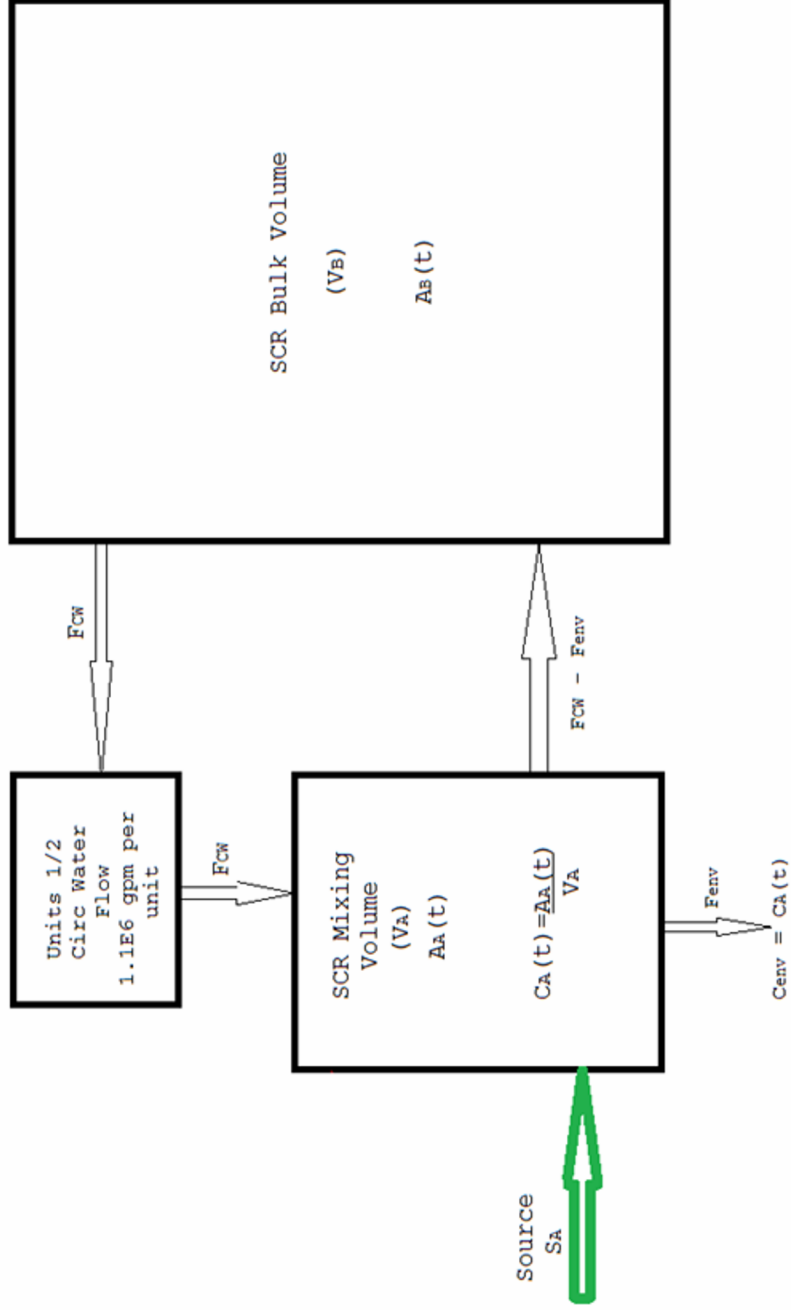 SCR Bulk Volume
(VB)
AB(t)
FCW
Units 1/2
Circ Water
Flow
1.1E6 gpm per
unit
FCW
FCW - Fenv
SCR Mixing
Volume
(VA)
AA(t)
CA(t)=AA(t)
VA
Fenv
Cenv = CA(t)
Source
SA